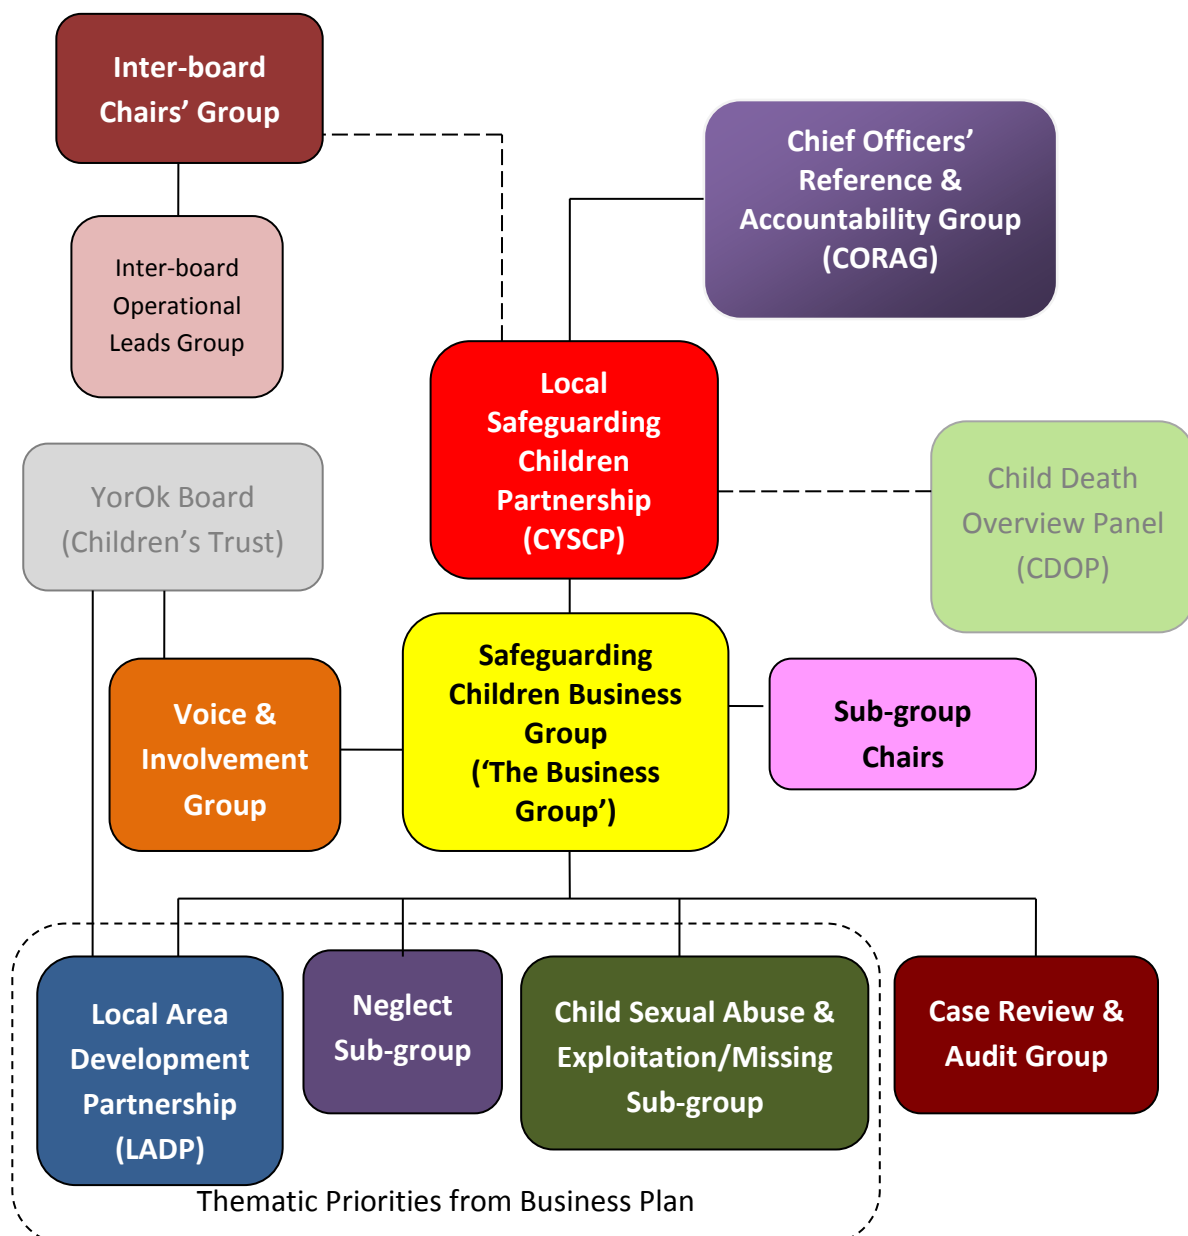 Inter-board
Chairs’ Group
Chief Officers’
Reference &
Accountability Group
(CORAG)
Inter-board
Operational
Leads Group
Local
Safeguarding
Children
Partnership
(CYSCP)
YorOk Board
(Children’s Trust)
Child Death
Overview Panel
(CDOP)
Voice &
Involvement
Group
Safeguarding
Children Business
Group
(‘The Business
Group’)
Sub-group
Chairs
Local Area
Development
Partnership
(LADP)
Neglect
Sub-group
Child Sexual Abuse &
Exploitation/Missing
Sub-group
Case Review &
Audit Group
Thematic Priorities from Business Plan